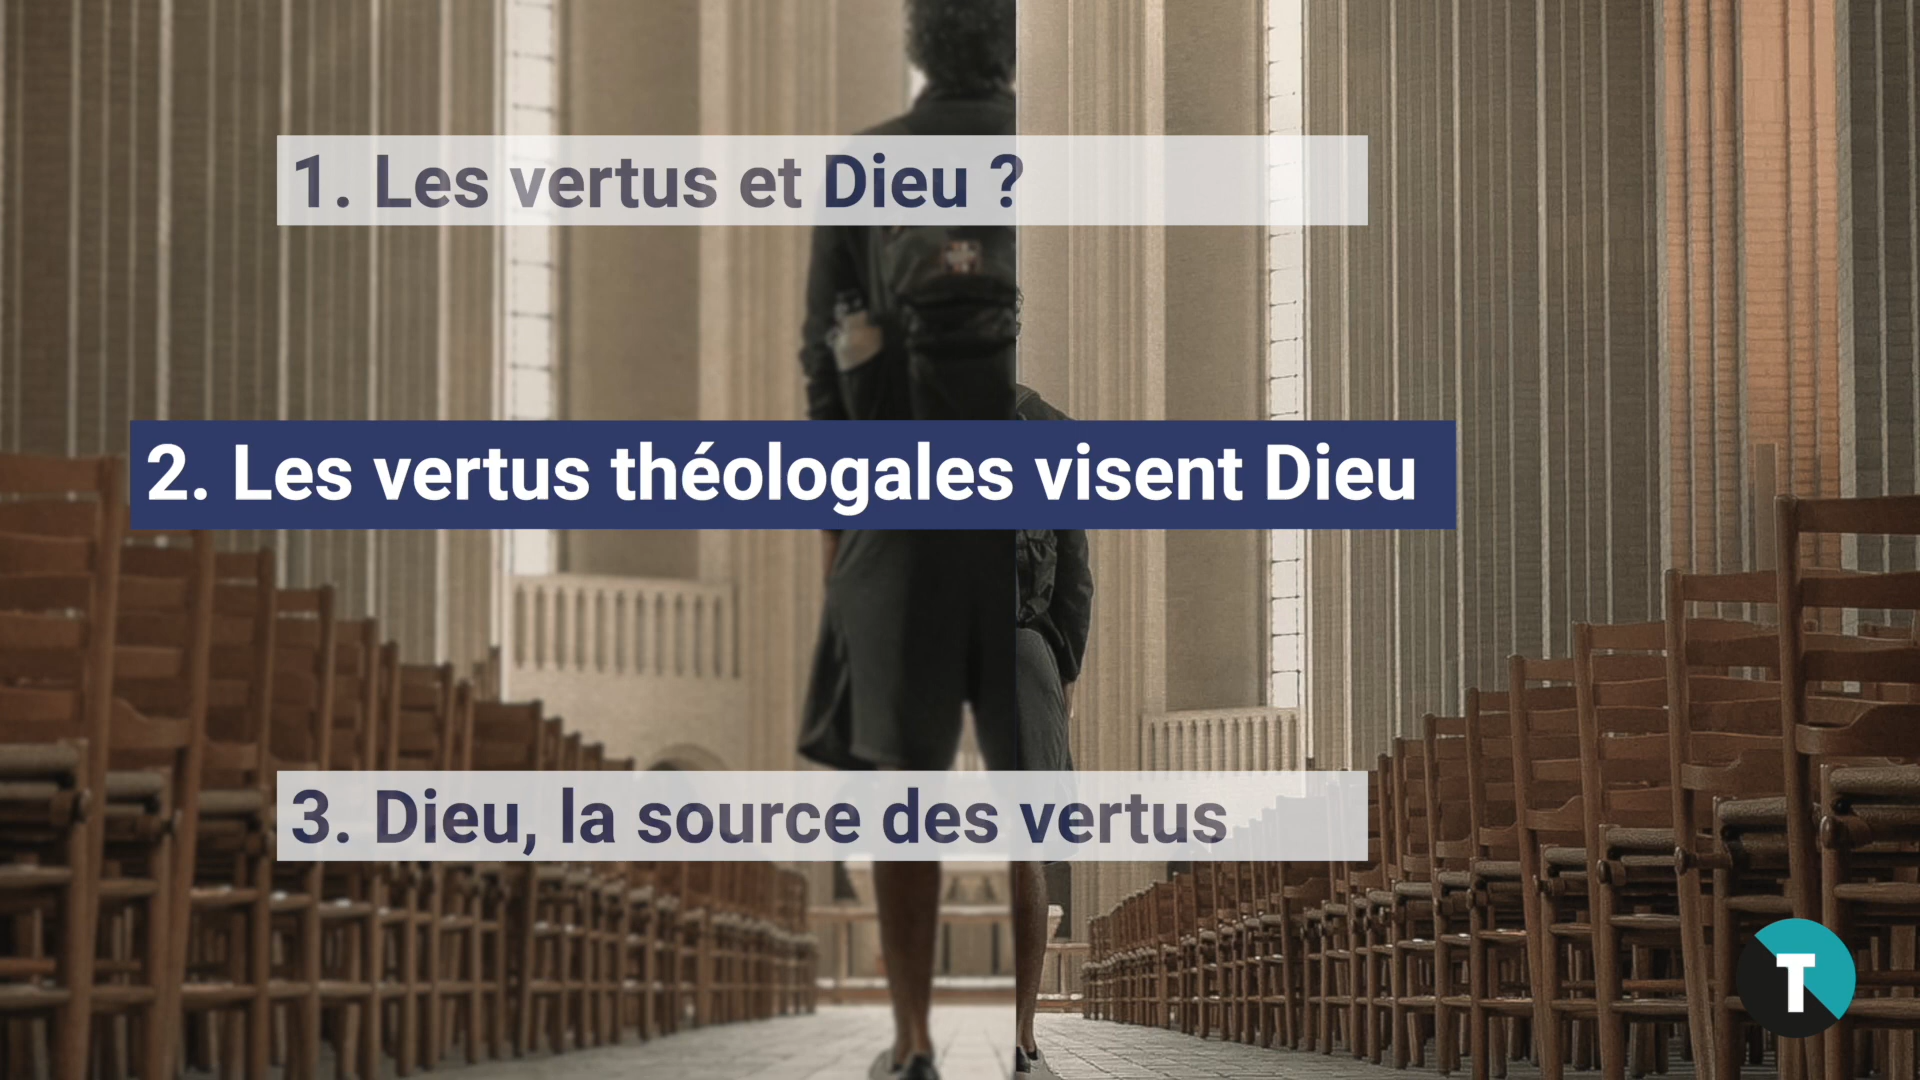 1. Les vertus et Dieu ?
2. Les vertus théologales visent Dieu
3. Dieu, la source des vertus
T